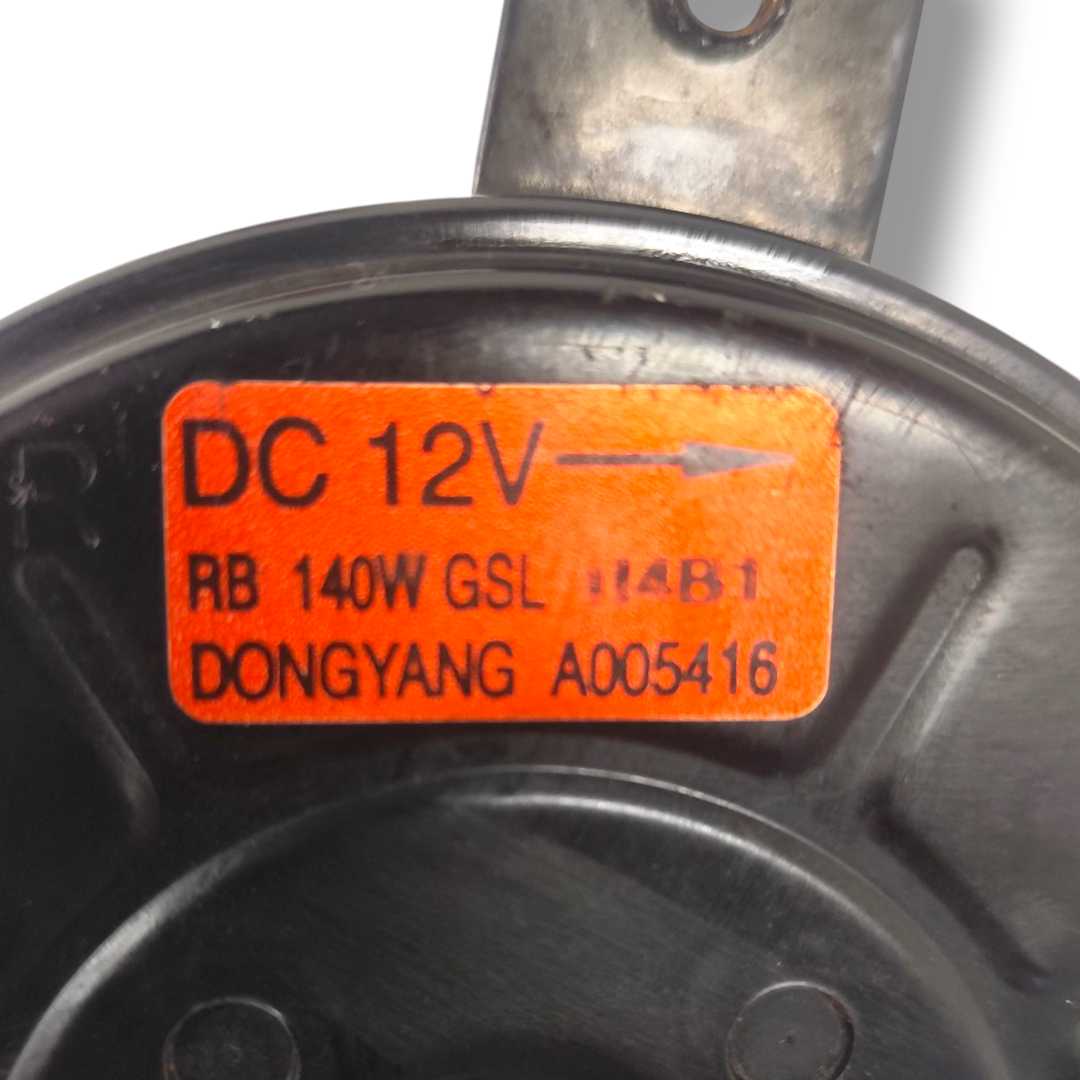 R
DC 12V →
RB 140W GSL
DONGYANG A005416